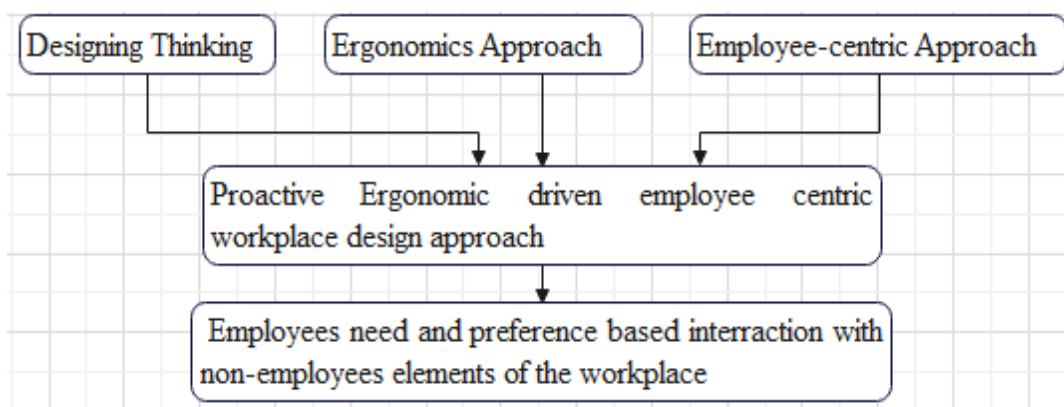 Designing Thinking
Ergonomics Approach
Employee-centric Approach
Proactive Ergonomic driven employee centric
workplace design approach
Employees need and preference based interraction with
non-employees elements of the workplace